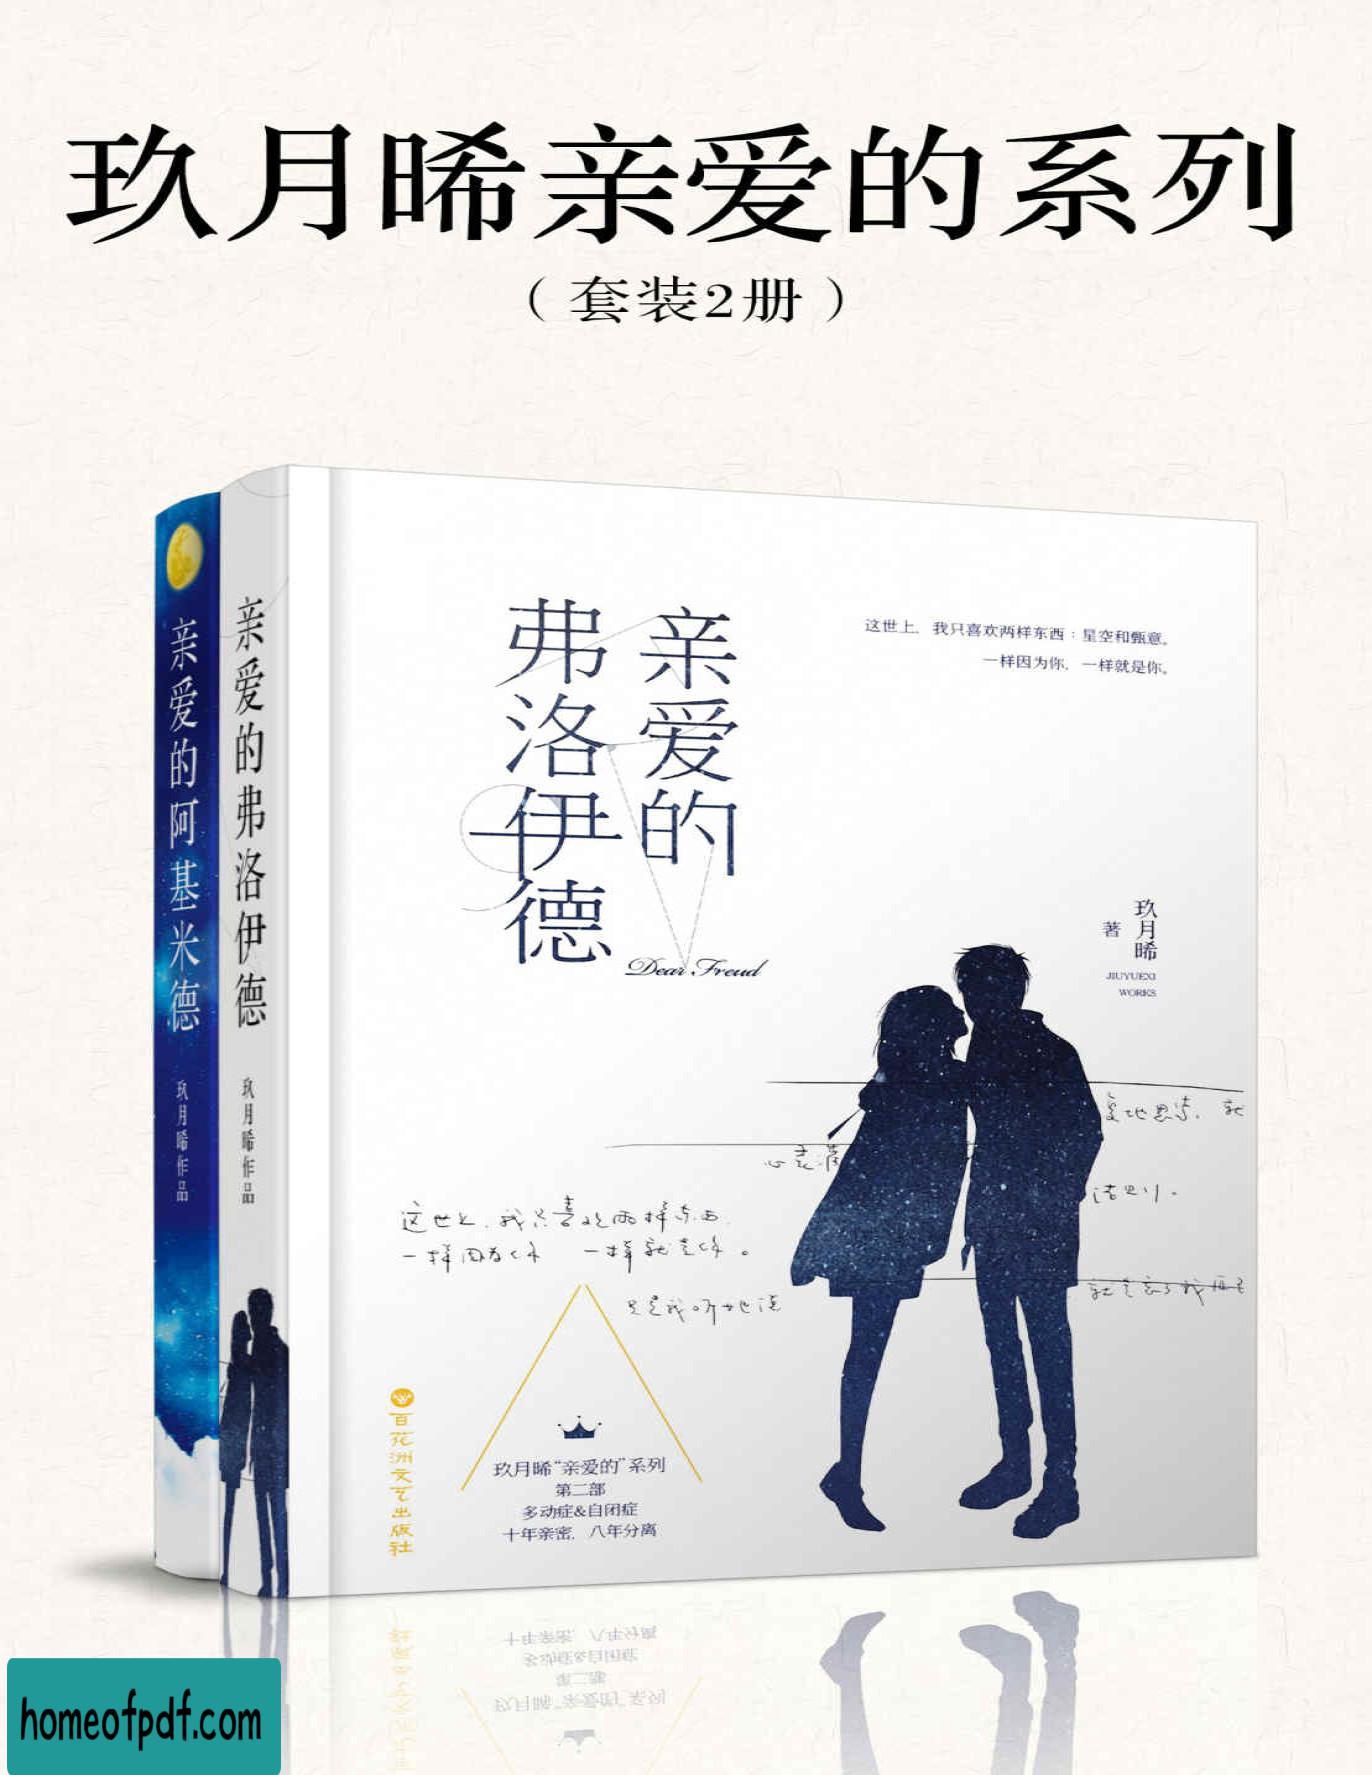 玖月晞亲爱的系列
（套装2册）
亲爱的阿基米德
玖月晞作品
亲爱的弗洛伊德
玖月晞作品
亲爱的
弗洛伊德
Dear Freud
这世上，我只喜欢两样东西：星空和甄意。
一样因为你，一样就是你。
玖月晞
著
JIUYUEXI
WORKS
这世上，我只喜欢两样东西，
一样因为你 一样就是你。
玖月晞“亲爱的”系列
第二部
多动症&自闭症
十年亲密，八年分离
百花洲文艺出版社
homeofpdf.com